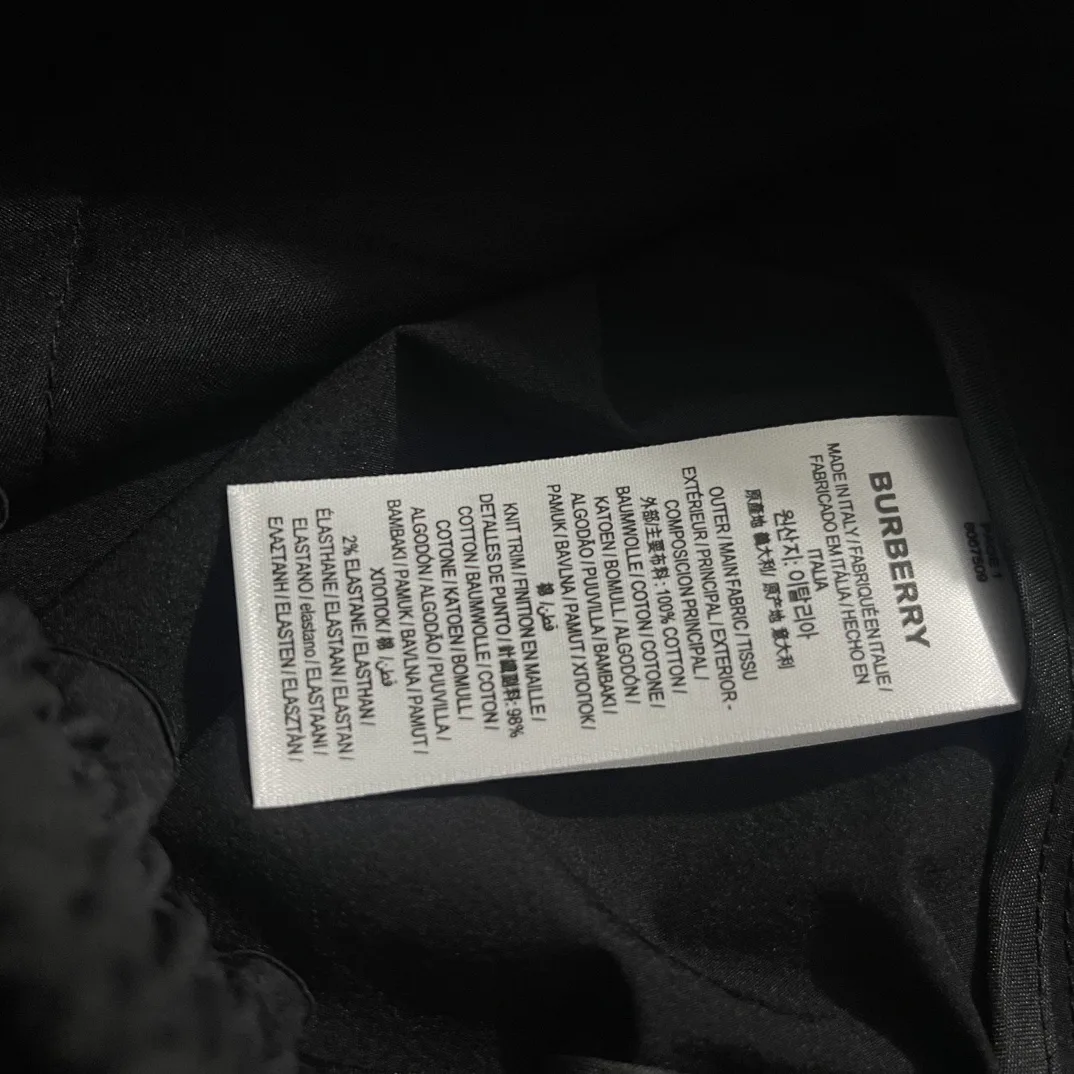 8057509
BURBERRY
MADE IN ITALY / FABRIQUÉ EN ITALIE /
FABRICADO EM ITÁLIA / HECHO EN
ITALIA
원산지: 이탈리아
原產地 義大利/ 原产地 意大利
OUTER / MAIN FABRIC / TISSU
EXTÉRIEUR / PRINCIPAL / EXTERIOR -
COMPOSICION PRINCIPAL /
外部/主要布料: 100% COTTON /
BAUMWOLLE / COTON / COTONE /
KATOEN / BOMULL / ALGODÓN /
ALGODÃO / PUUVILLA / BAMBAKI /
PAMUK / BAVLNA / PAMUT / ХЛОПОК /
棉 / قطن
KNIT TRIM / FINITION EN MAILLE /
DETALLES DE PUNTO / 針織副料: 98%
COTTON / BAUMWOLLE / COTON /
COTONE / KATOEN / BOMULL /
ALGODÓN / ALGODÃO / PUUVILLA /
BAMBAKI / PAMUK / BAVLNA / PAMUT /
ХЛОПОК / 棉 / قطن
2% ELASTANE / ELASTHAN /
ÉLASTHANE / ELASTAAN / ELASTAN /
ELASTANO / elastano / ELASTAANI /
ΕΛΑΣΤΑΝΗ / ELASTEN / ELASZTÁN /